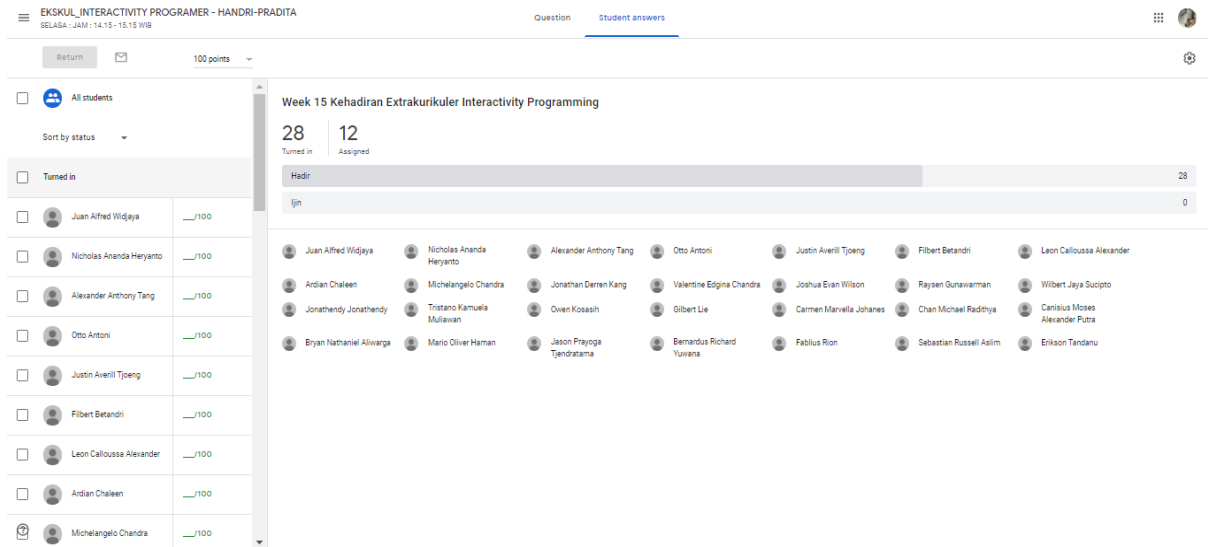 EKSKUL_INTERACTIVITY PROGRAMER - HANDRI-PRADITA
SELASA : JAM : 14.15 - 15.15 WIB
Question
Student answers
Return
100 points
All students
Sort by status
Turned in
Juan Alfred Widjaya
__/100
Nicholas Ananda Heryanto
__/100
Alexander Anthony Tang
__/100
Otto Antoni
__/100
Justin Averill Tjoeng
__/100
Filbert Betandri
__/100
Leon Calloussa Alexander
__/100
Ardian Chaleen
__/100
Michelangelo Chandra
__/100
Week 15 Kehadiran Extrakurikuler Interactivity Programming
28
12
Turned in
Assigned
Hadir
28
Ijin
0
Juan Alfred Widjaya
Nicholas Ananda
Heryanto
Alexander Anthony Tang
Otto Antoni
Justin Averill Tjoeng
Filbert Betandri
Leon Calloussa Alexander
Ardian Chaleen
Michelangelo Chandra
Jonathan Derren Kang
Valentine Edgina Chandra
Joshua Evan Wilson
Raysen Gunawarman
Wilbert Jaya Sucipto
Jonathendy Jonathendy
Tristano Kamuela
Muliawan
Owen Kosasih
Gilbert Lie
Carmen Marvella Johanes
Chan Michael Radithya
Canisius Moses
Alexander Putra
Bryan Nathaniel Aliwarga
Mario Oliver Haman
Jason Prayoga
Tjendratama
Bernardus Richard
Yuwana
Fablius Rion
Sebastian Russell Aslim
Erikson Tandanu